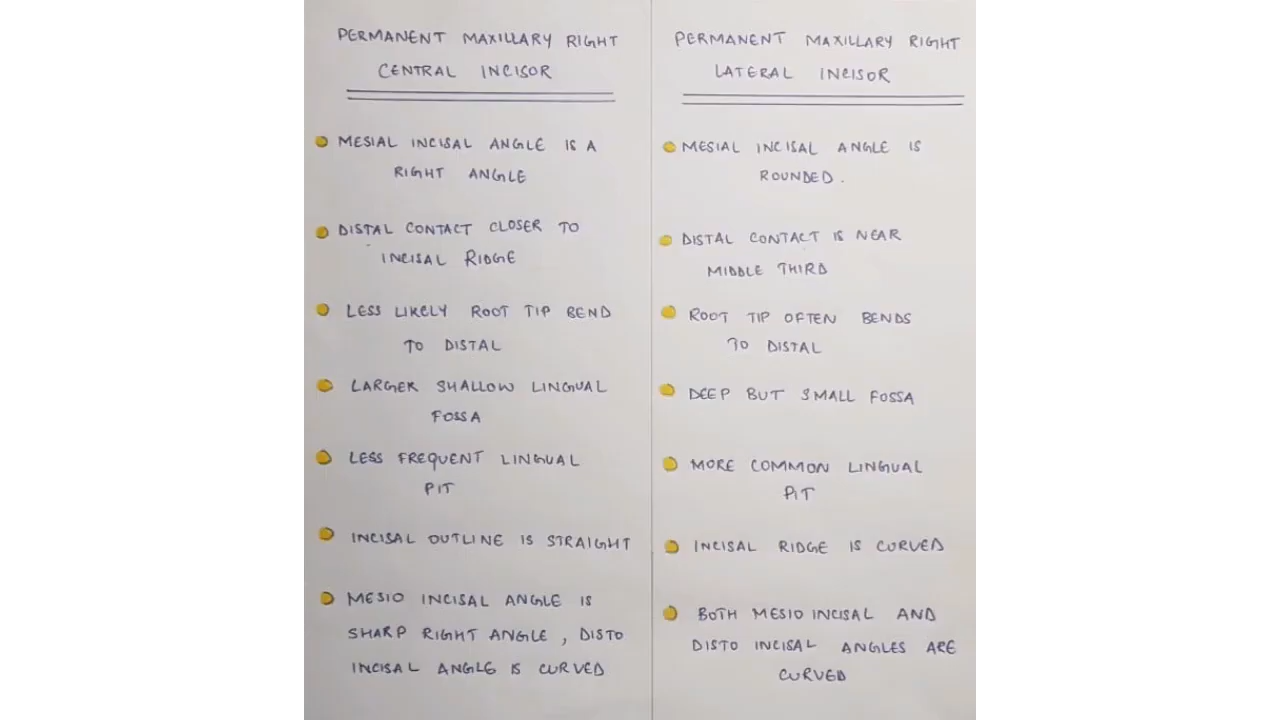 PERMANENT MAXILLARY RIGHT
CENTRAL INCISOR
MESIAL INCISAL ANGLE IS A
RIGHT ANGLE
DISTAL CONTACT CLOSER TO
INCISAL RIDGE
LESS LIKELY ROOT TIP BEND
TO DISTAL
LARGER SHALLOW LINGUAL
FOSSA
LESS FREQUENT LINGUAL
PIT
INCISAL OUTLINE IS STRAIGHT
MESIO INCISAL ANGLE IS
SHARP RIGHT ANGLE, DISTO
INCISAL ANGLE IS CURVED
PERMANENT MAXILLARY RIGHT
LATERAL INCISOR
MESIAL INCISAL ANGLE IS
ROUNDED.
DISTAL CONTACT IS NEAR
MIDDLE THIRD
ROOT TIP OFTEN BENDS
TO DISTAL
DEEP BUT SMALL FOSSA
MORE COMMON LINGUAL
PIT
INCISAL RIDGE IS CURVED
BOTH MESIO INCISAL AND
DISTO INCISAL ANGLES ARE
CURVED